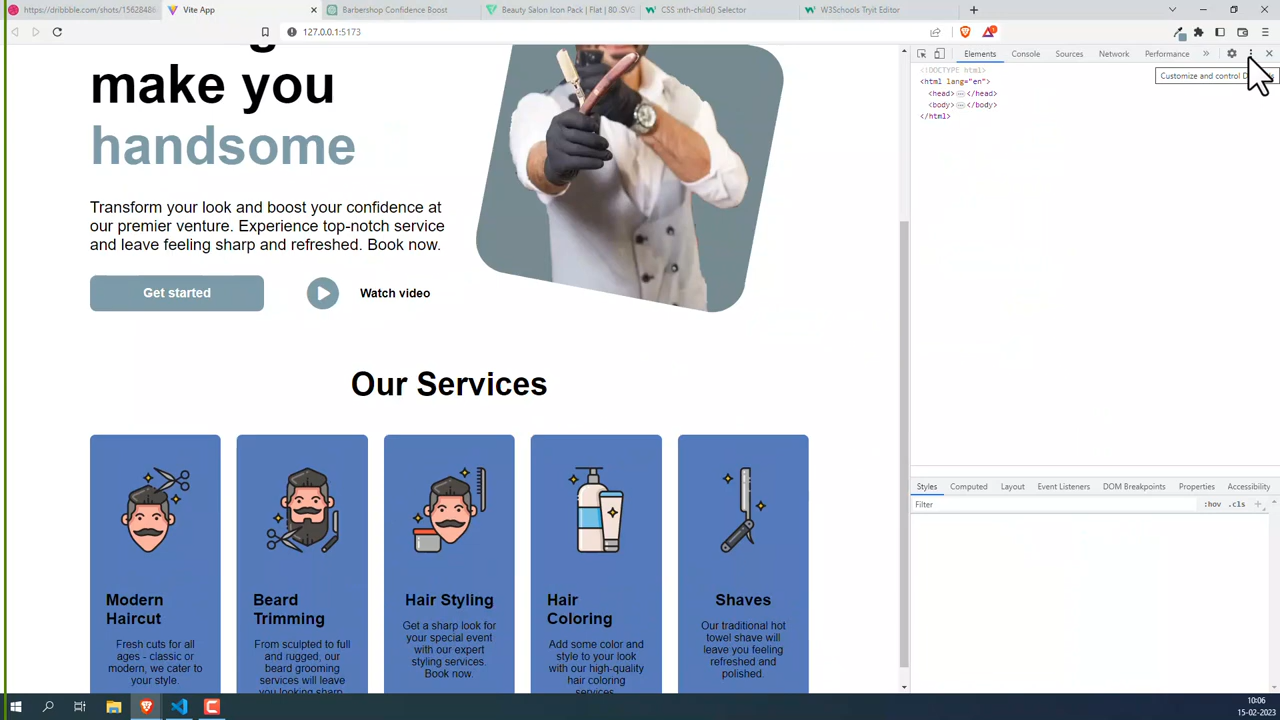 https://dribbble.com/shots/1562848
Vite App
Barbershop Confidence Boost
Beauty Salon Icon Pack | Flat | 80 .SVG
CSS :nth-child() Selector
W3Schools Tryit Editor
127.0.0.1:5173
Elements
Console
Sources
Network
Performance
Customize and control D
<!DOCTYPE html>
<html lang="en">
<head> … </head>
<body> … </body>
</html>
make you
handsome
Transform your look and boost your confidence at
our premier venture. Experience top-notch service
and leave feeling sharp and refreshed. Book now.
Get started
Watch video
Our Services
Modern
Haircut
Fresh cuts for all
ages - classic or
modern, we cater to
your style.
Beard
Trimming
From sculpted to full
and rugged, our
beard grooming
services will leave
you looking sharp
Hair Styling
Get a sharp look for
your special event
with our expert
styling services.
Book now.
Hair
Coloring
Add some color and
style to your look
with our high-quality
hair coloring
services
Shaves
Our traditional hot
towel shave will
leave you feeling
refreshed and
polished.
Styles
Computed
Layout
Event Listeners
DOM Breakpoints
Properties
Accessibility
Filter
:hov
.cls
10:06
15-02-2023